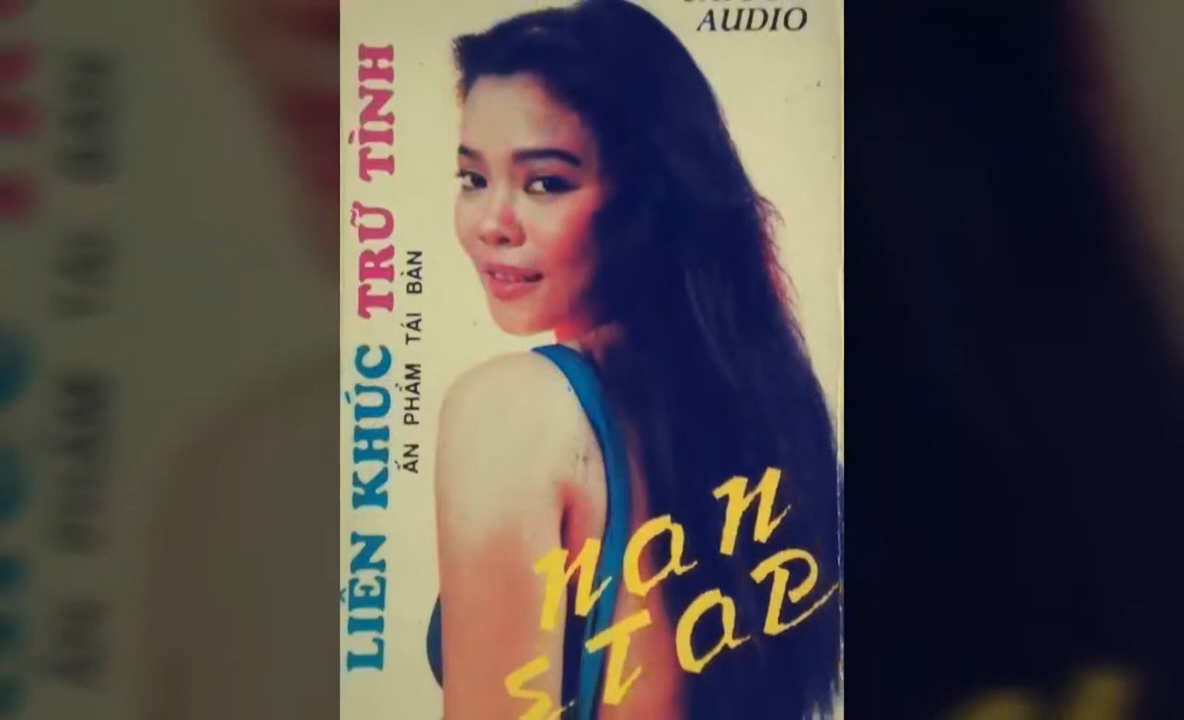 AUDIO
LIÊN KHÚC TRỮ TÌNH
ẤN PHẨM TÁI BẢN
NON
STOP